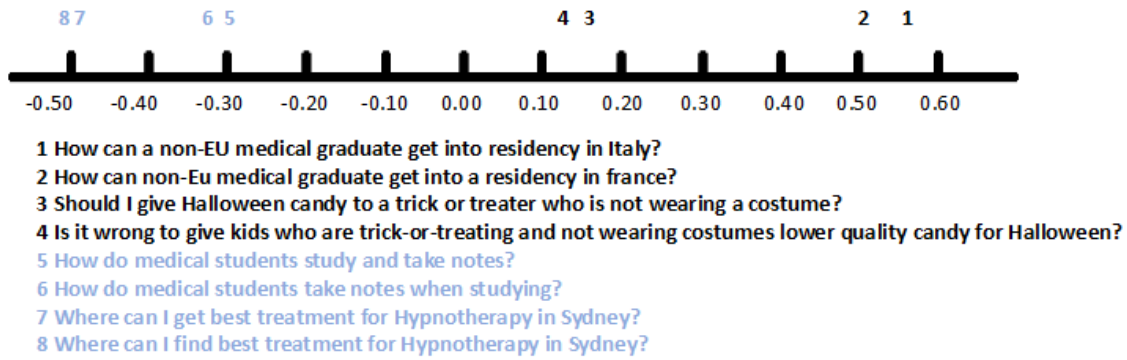 8 7 6 5 4 3 2 1
-0.50 -0.40 -0.30 -0.20 -0.10 0.00 0.10 0.20 0.30 0.40 0.50 0.60
1 How can a non-EU medical graduate get into residency in Italy?
2 How can non-Eu medical graduate get into a residency in france?
3 Should I give Halloween candy to a trick or treater who is not wearing a costume?
4 Is it wrong to give kids who are trick-or-treating and not wearing costumes lower quality candy for Halloween?
5 How do medical students study and take notes?
6 How do medical students take notes when studying?
7 Where can I get best treatment for Hypnotherapy in Sydney?
8 Where can I find best treatment for Hypnotherapy in Sydney?